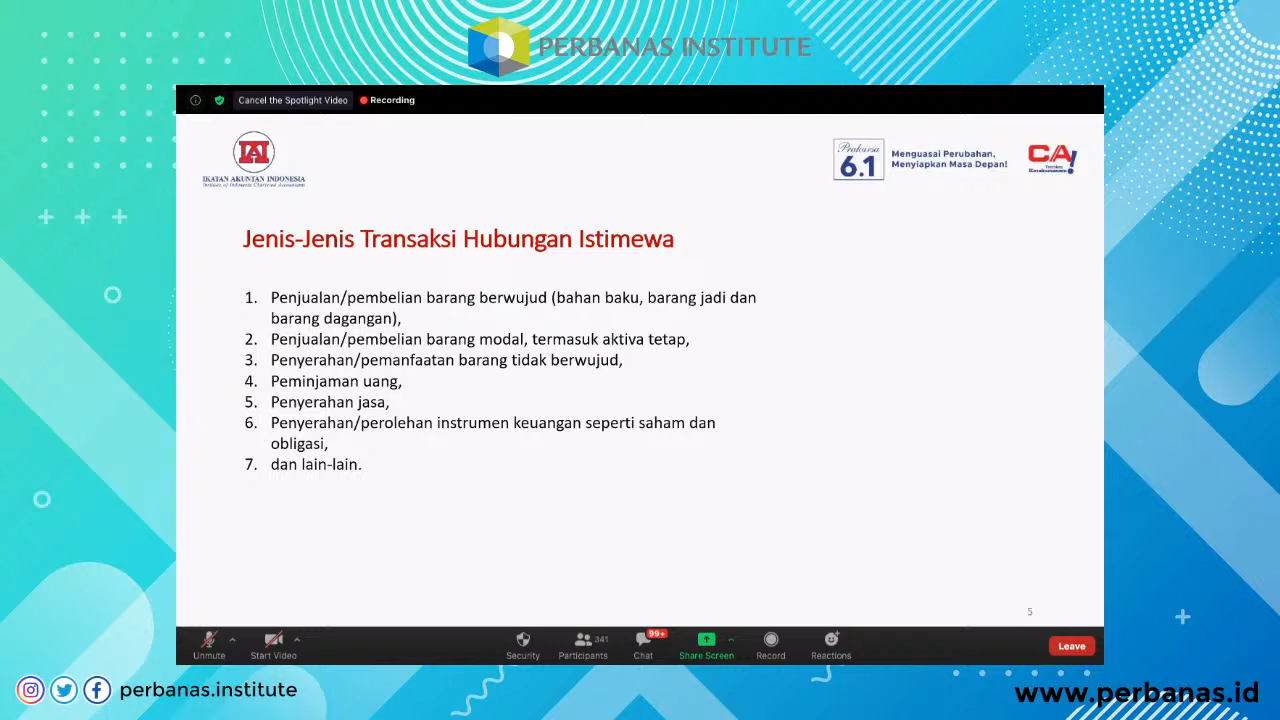 PERBANAS INSTITUTE
Cancel the Spotlight Video
Recording
IAI
IKATAN AKUNTAN INDONESIA
Institute of Indonesia Chartered Accountants
Prakarsa
6.1
Menguasai Perubahan,
Menyiapkan Masa Depan!
CA!
Jenis-Jenis Transaksi Hubungan Istimewa
1. Penjualan/pembelian barang berwujud (bahan baku, barang jadi dan
barang dagangan),
2. Penjualan/pembelian barang modal, termasuk aktiva tetap,
3. Penyerahan/pemanfaatan barang tidak berwujud,
4. Peminjaman uang,
5. Penyerahan jasa,
6. Penyerahan/perolehan instrumen keuangan seperti saham dan
obligasi,
7. dan lain-lain.
5
341
99+
Unmute
Start Video
Security
Participants
Chat
Share Screen
Record
Reactions
Leave
perbanas.institute
www.perbanas.id